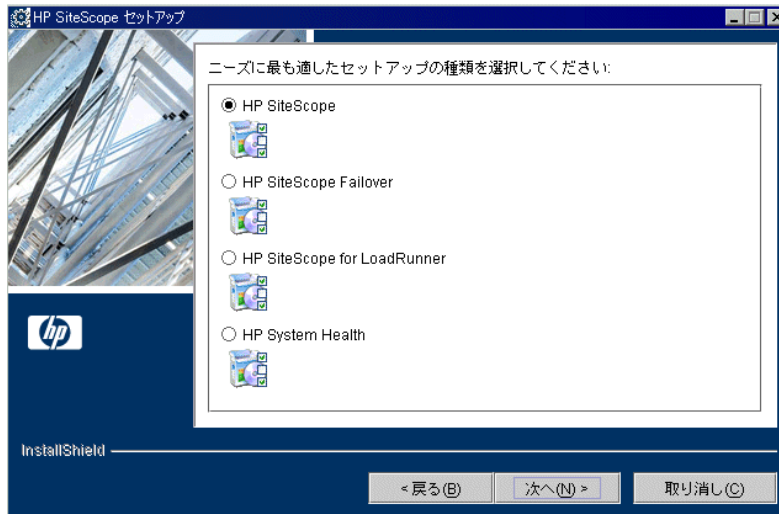 HP SiteScope セットアップ
ニーズに最も適したセットアップの種類を選択してください:
HP SiteScope
HP SiteScope Failover
HP SiteScope for LoadRunner
HP System Health
hp
InstallShield
< 戻る(B)
次へ(N) >
取り消し(C)